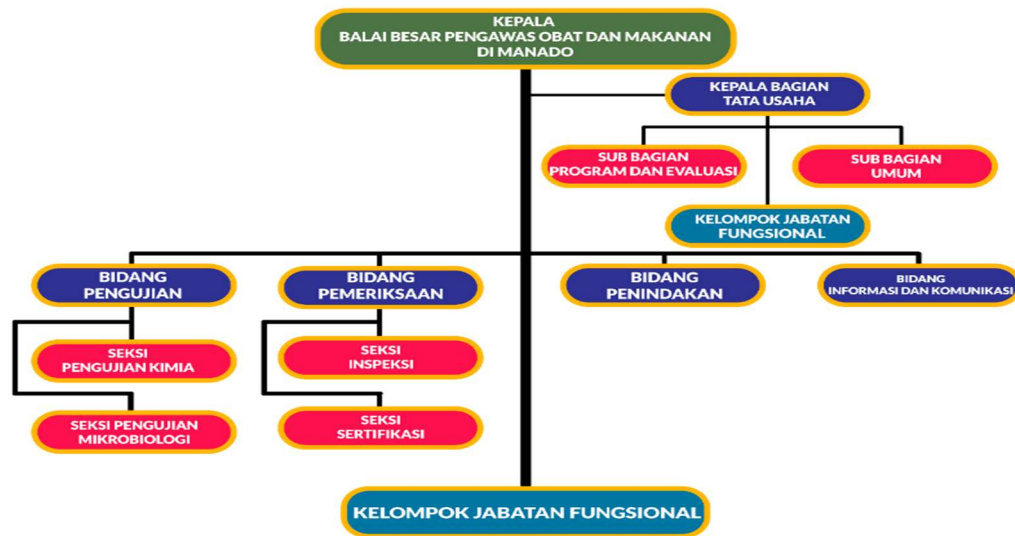 KEPALA
BALAI BESAR PENGAWAS OBAT DAN MAKANAN
DI MANADO
KEPALA BAGIAN
TATA USAHA
SUB BAGIAN
PROGRAM DAN EVALUASI
SUB BAGIAN
UMUM
KELOMPOK JABATAN
FUNGSIONAL
BIDANG
PENGUJIAN
BIDANG
PEMERIKSAAN
BIDANG
PENINDAKAN
BIDANG
INFORMASI DAN KOMUNIKASI
SEKSI
PENGUJIAN KIMIA
SEKSI
INSPEKSI
SEKSI PENGUJIAN
MIKROBIOLOGI
SEKSI
SERTIFIKASI
KELOMPOK JABATAN FUNGSIONAL